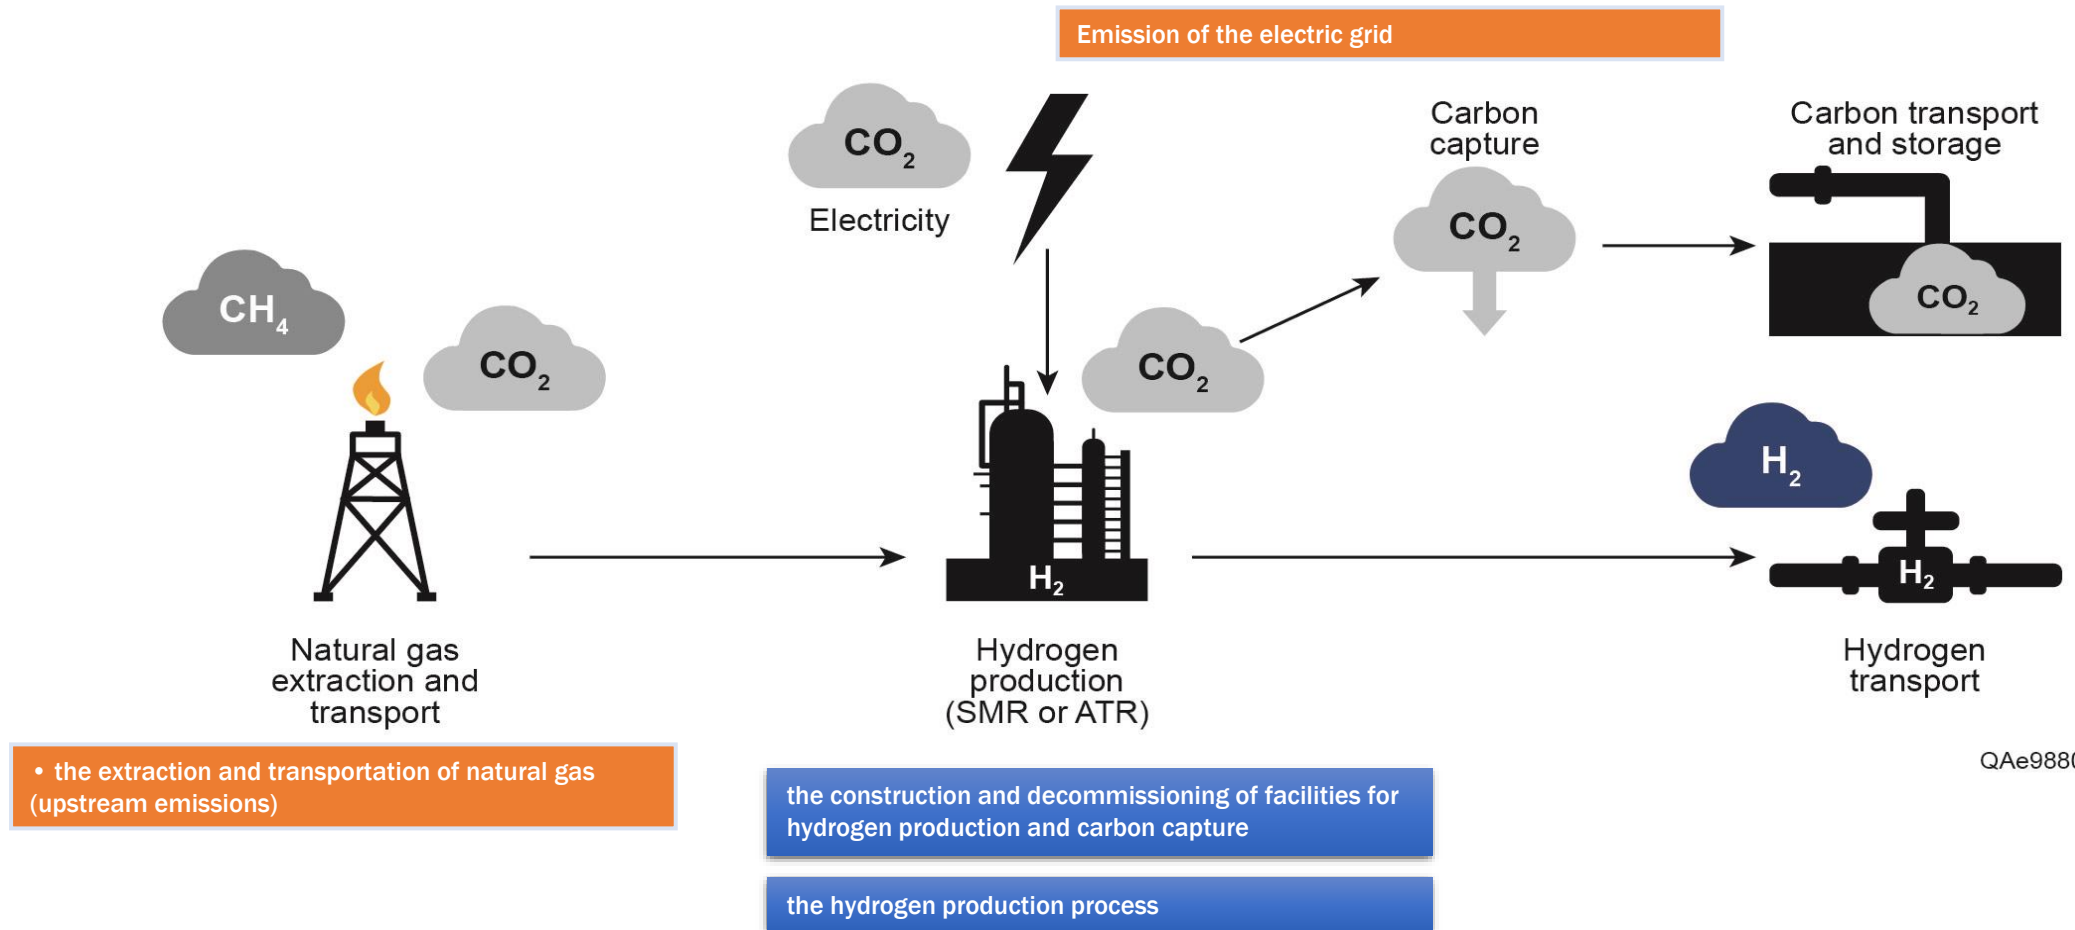 Emission of the electric grid
CO2
Electricity
Carbon
capture
CO2
Carbon transport
and storage
CO2
CH4
CO2
CO2
H2
H2
H2
Natural gas
extraction and
transport
Hydrogen
production
(SMR or ATR)
Hydrogen
transport
• the extraction and transportation of natural gas
(upstream emissions)
QAe9880
the construction and decommissioning of facilities for
hydrogen production and carbon capture
the hydrogen production process